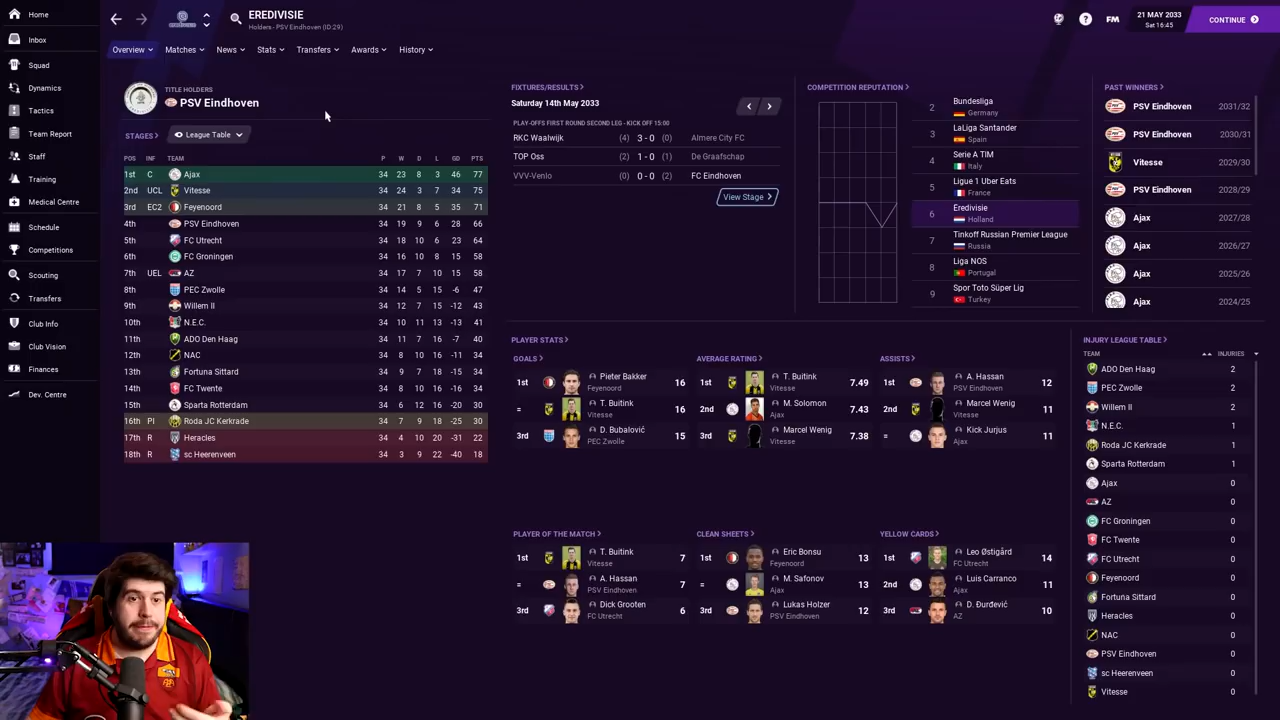 Home
Inbox
Squad
Dynamics
Tactics
Team Report
Staff
Training
Medical Centre
Schedule
Competitions
Scouting
Transfers
Club Info
Club Vision
Finances
Dev. Centre
EREDIVISIE
Holders - PSV Eindhoven (ID:29)
FM
21 MAY 2033
Sat 16:45
CONTINUE
Overview Matches News Stats Transfers Awards History
TITLE HOLDERS
PSV Eindhoven
STAGES League Table
POS INF TEAM P W D L GD PTS
1st C Ajax 34 23 8 3 46 77
2nd UCL Vitesse 34 24 3 7 34 75
3rd EC2 Feyenoord 34 21 8 5 35 71
4th PSV Eindhoven 34 19 9 6 28 66
5th FC Utrecht 34 18 10 6 23 64
6th FC Groningen 34 16 10 8 15 58
7th UEL AZ 34 17 7 10 15 58
8th PEC Zwolle 34 14 5 15 -6 47
9th Willem II 34 12 7 15 -12 43
10th N.E.C. 34 10 11 13 -13 41
11th ADO Den Haag 34 11 7 16 -7 40
12th NAC 34 8 10 16 -11 34
13th Fortuna Sittard 34 9 7 18 -15 34
14th FC Twente 34 8 10 16 -16 34
15th Sparta Rotterdam 34 6 12 16 -20 30
16th Pl Roda JC Kerkrade 34 7 9 18 -25 30
17th R Heracles 34 4 10 20 -31 22
18th R sc Heerenveen 34 3 9 22 -40 18
FIXTURES/RESULTS
Saturday 14th May 2033
PLAY-OFFS FIRST ROUND SECOND LEG - KICK OFF 15:00
RKC Waalwijk (4) 3 - 0 (0) Almere City FC
TOP Oss (2) 1 - 0 (1) De Graafschap
VVV-Venlo (0) 0 - 0 (2) FC Eindhoven
View Stage
COMPETITION REPUTATION
2 Bundesliga
Germany
3 LaLiga Santander
Spain
4 Serie A TIM
Italy
5 Ligue 1 Uber Eats
France
6 Eredivisie
Holland
7 Tinkoff Russian Premier League
Russia
8 Liga NOS
Portugal
9 Spor Toto Süper Lig
Turkey
PAST WINNERS
PSV Eindhoven 2031/32
PSV Eindhoven 2030/31
Vitesse 2029/30
PSV Eindhoven 2028/29
Ajax 2027/28
Ajax 2026/27
Ajax 2025/26
Ajax 2024/25
PLAYER STATS
GOALS
1st Pieter Bakker 16
Feyenoord
= T. Buitink 16
Vitesse
3rd D. Bubalović 15
PEC Zwolle
AVERAGE RATING
1st T. Buitink 7.49
Vitesse
2nd M. Solomon 7.43
Ajax
3rd Marcel Wenig 7.38
Vitesse
ASSISTS
1st A. Hassan 12
PSV Eindhoven
2nd Marcel Wenig 11
Vitesse
= Kick Jurjus 11
Ajax
PLAYER OF THE MATCH
1st T. Buitink 7
Vitesse
= A. Hassan 7
PSV Eindhoven
3rd Dick Grooten 6
FC Utrecht
CLEAN SHEETS
1st Eric Bonsu 13
Feyenoord
= M. Safonov 13
Ajax
3rd Lukas Holzer 12
PSV Eindhoven
YELLOW CARDS
1st Leo Østigård 14
FC Utrecht
2nd Luis Carranco 11
Ajax
3rd D. Đurđević 10
AZ
INJURY LEAGUE TABLE
TEAM INJURIES
ADO Den Haag 2
PEC Zwolle 2
Willem II 2
N.E.C. 1
Roda JC Kerkrade 1
Sparta Rotterdam 1
Ajax 0
AZ 0
FC Groningen 0
FC Twente 0
FC Utrecht 0
Feyenoord 0
Fortuna Sittard 0
Heracles 0
NAC 0
PSV Eindhoven 0
sc Heerenveen 0
Vitesse 0